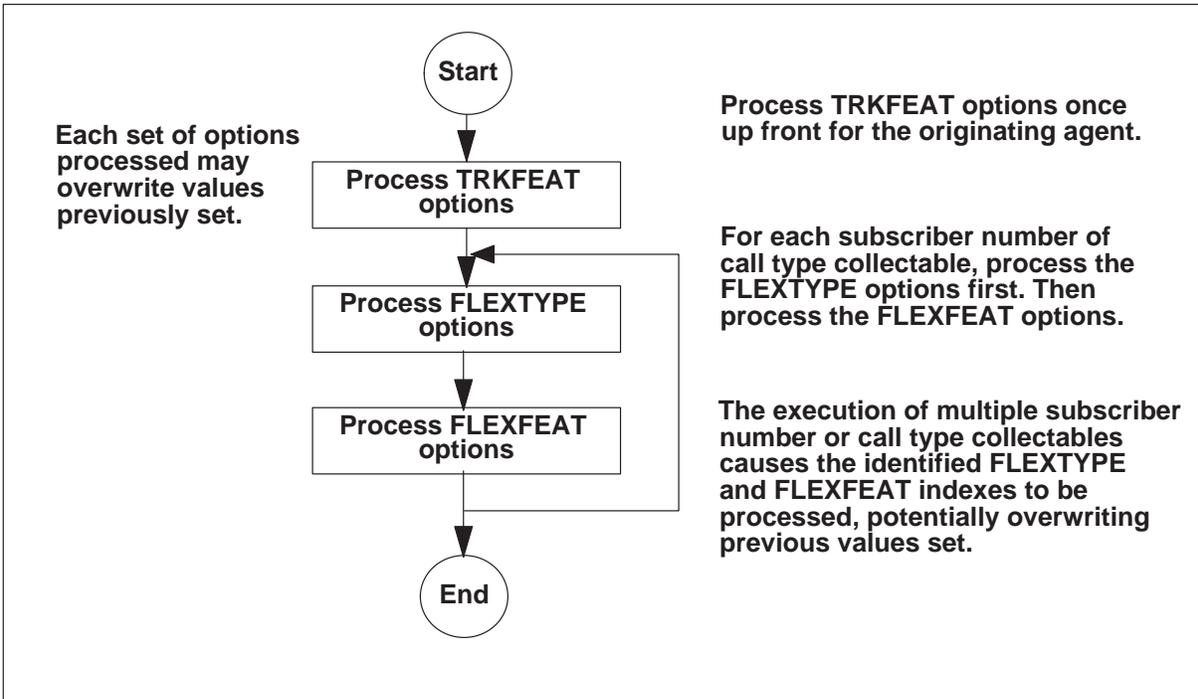 Start
Each set of options
processed may
overwrite values
previously set.
Process TRKFEAT options once
up front for the originating agent.
Process TRKFEAT
options
For each subscriber number of
call type collectable, process the
FLEXTYPE options first. Then
process the FLEXFEAT options.
Process FLEXTYPE
options
The execution of multiple subscriber
number or call type collectables
causes the identified FLEXTYPE
and FLEXFEAT indexes to be
processed, potentially overwriting
previous values set.
Process FLEXFEAT
options
End